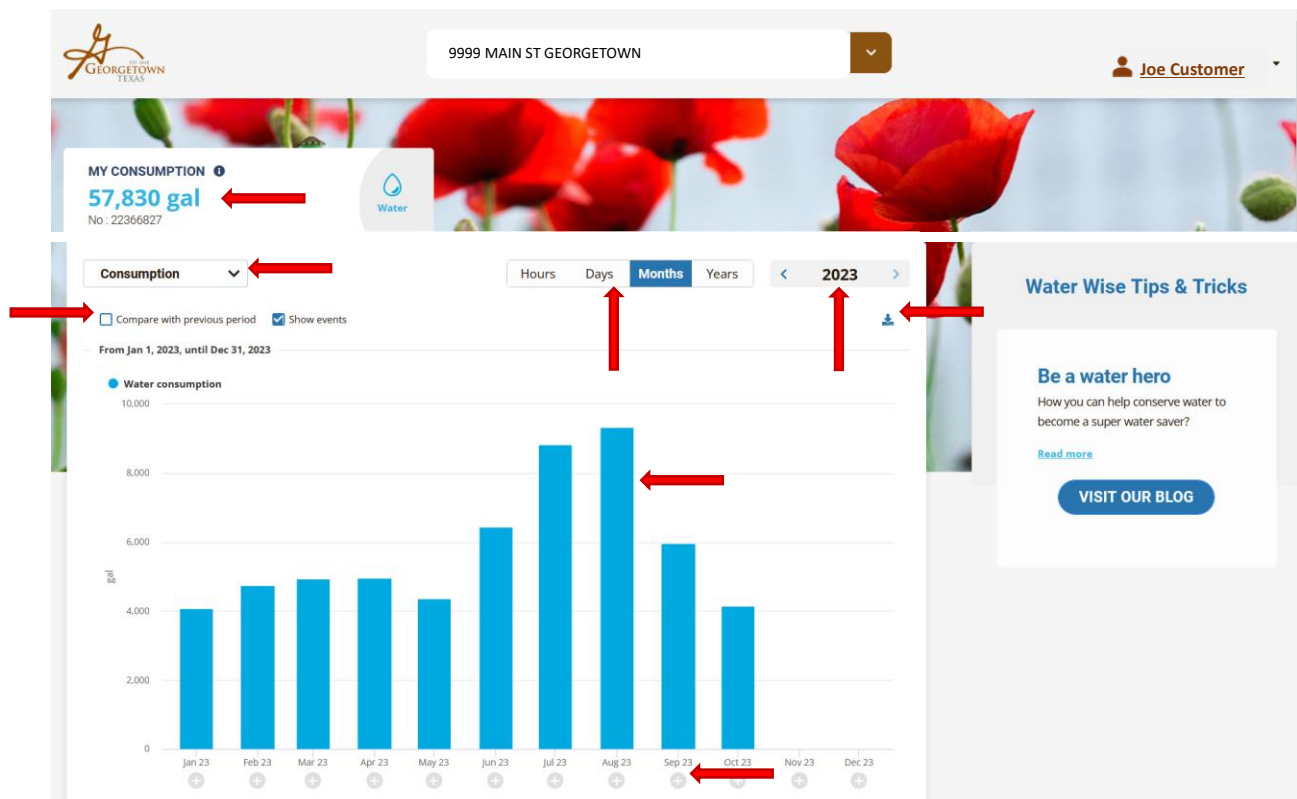 EST. 1848
GEORGETOWN
TEXAS
9999 MAIN ST GEORGETOWN
Joe Customer
MY CONSUMPTION
57,830 gal
No : 22366827
Water
Consumption
Hours Days Months Years
2023
Compare with previous period Show events
From Jan 1, 2023, until Dec 31, 2023
Water consumption
10,000
8,000
6,000
gal
4,000
2,000
0
Jan 23 Feb 23 Mar 23 Apr 23 May 23 Jun 23 Jul 23 Aug 23 Sep 23 Oct 23 Nov 23 Dec 23
Water Wise Tips & Tricks
Be a water hero
How you can help conserve water to
become a super water saver?
Read more
VISIT OUR BLOG